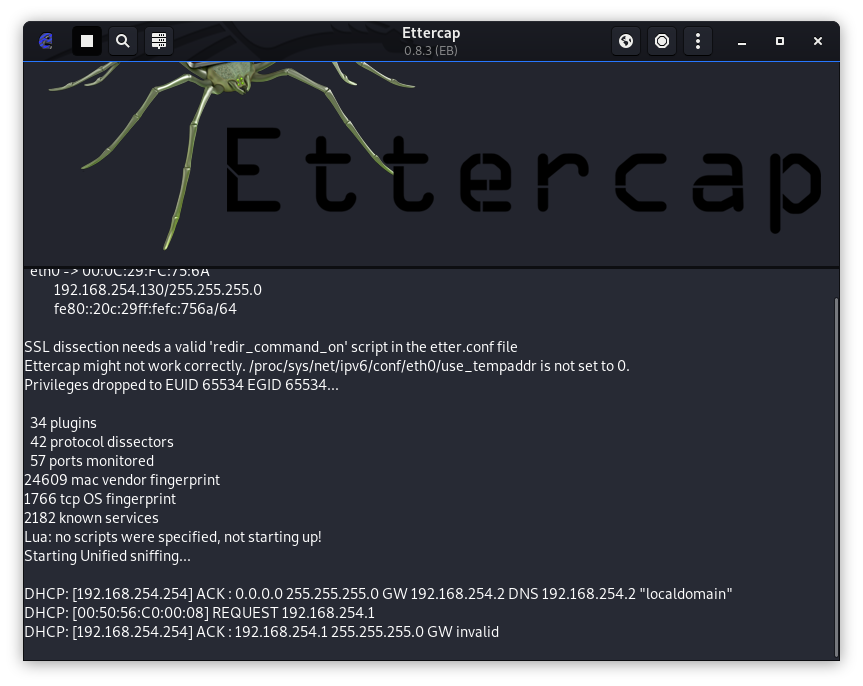 Ettercap
0.8.3 (EB)
Ettercap
eth0 -> 00:0C:29:FC:75:6A
192.168.254.130/255.255.255.0
fe80::20c:29ff:fefc:756a/64
SSL dissection needs a valid 'redir_command_on' script in the etter.conf file
Ettercap might not work correctly. /proc/sys/net/ipv6/conf/eth0/use_tempaddr is not set to 0.
Privileges dropped to EUID 65534 EGID 65534...
34 plugins
42 protocol dissectors
57 ports monitored
24609 mac vendor fingerprint
1766 tcp OS fingerprint
2182 known services
Lua: no scripts were specified, not starting up!
Starting Unified sniffing...
DHCP: [192.168.254.254] ACK : 0.0.0.0 255.255.255.0 GW 192.168.254.2 DNS 192.168.254.2 "localdomain"
DHCP: [00:50:56:C0:00:08] REQUEST 192.168.254.1
DHCP: [192.168.254.254] ACK : 192.168.254.1 255.255.255.0 GW invalid